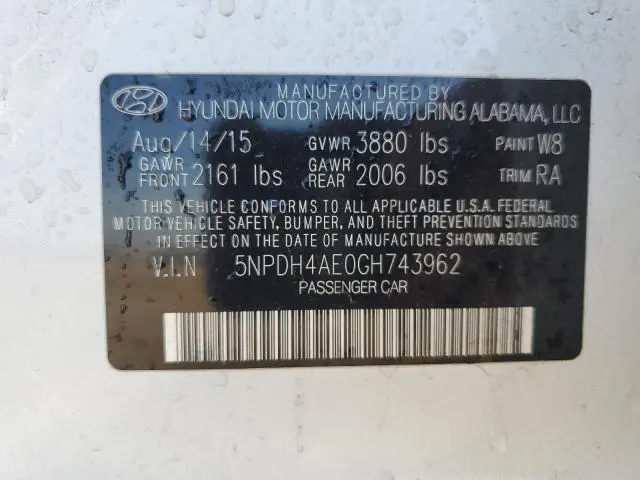 MANUFACTURED BY
HYUNDAI MOTOR MANUFACTURING ALABAMA, LLC
Aug/14/15 GVWR 3880 lbs PAINT W8
GAWR FRONT 2161 lbs GAWR REAR 2006 lbs TRIM RA
THIS VEHICLE CONFORMS TO ALL APPLICABLE U.S.A. FEDERAL
MOTOR VEHICLE SAFETY, BUMPER, AND THEFT PREVENTION STANDARDS
IN EFFECT ON THE DATE OF MANUFACTURE SHOWN ABOVE
V.I.N 5NPDH4AE0GH743962
PASSENGER CAR